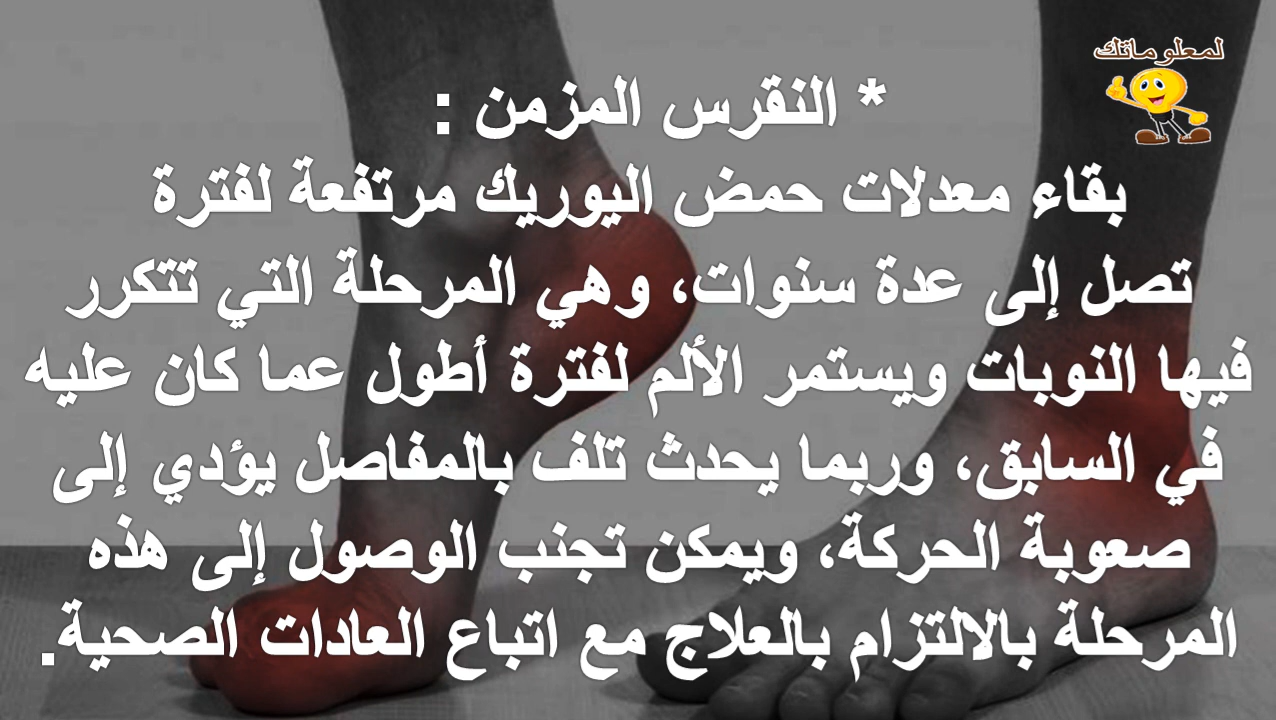 لمعلوماتك
* النقرس المزمن :
بقاء معدلات حمض اليوريك مرتفعة لفترة
تصل إلى عدة سنوات، وهي المرحلة التي تتكرر
فيها النوبات ويستمر الألم لفترة أطول عما كان عليه
في السابق، وربما يحدث تلف بالمفاصل يؤدي إلى
صعوبة الحركة، ويمكن تجنب الوصول إلى هذه
المرحلة بالالتزام بالعلاج مع اتباع العادات الصحية.